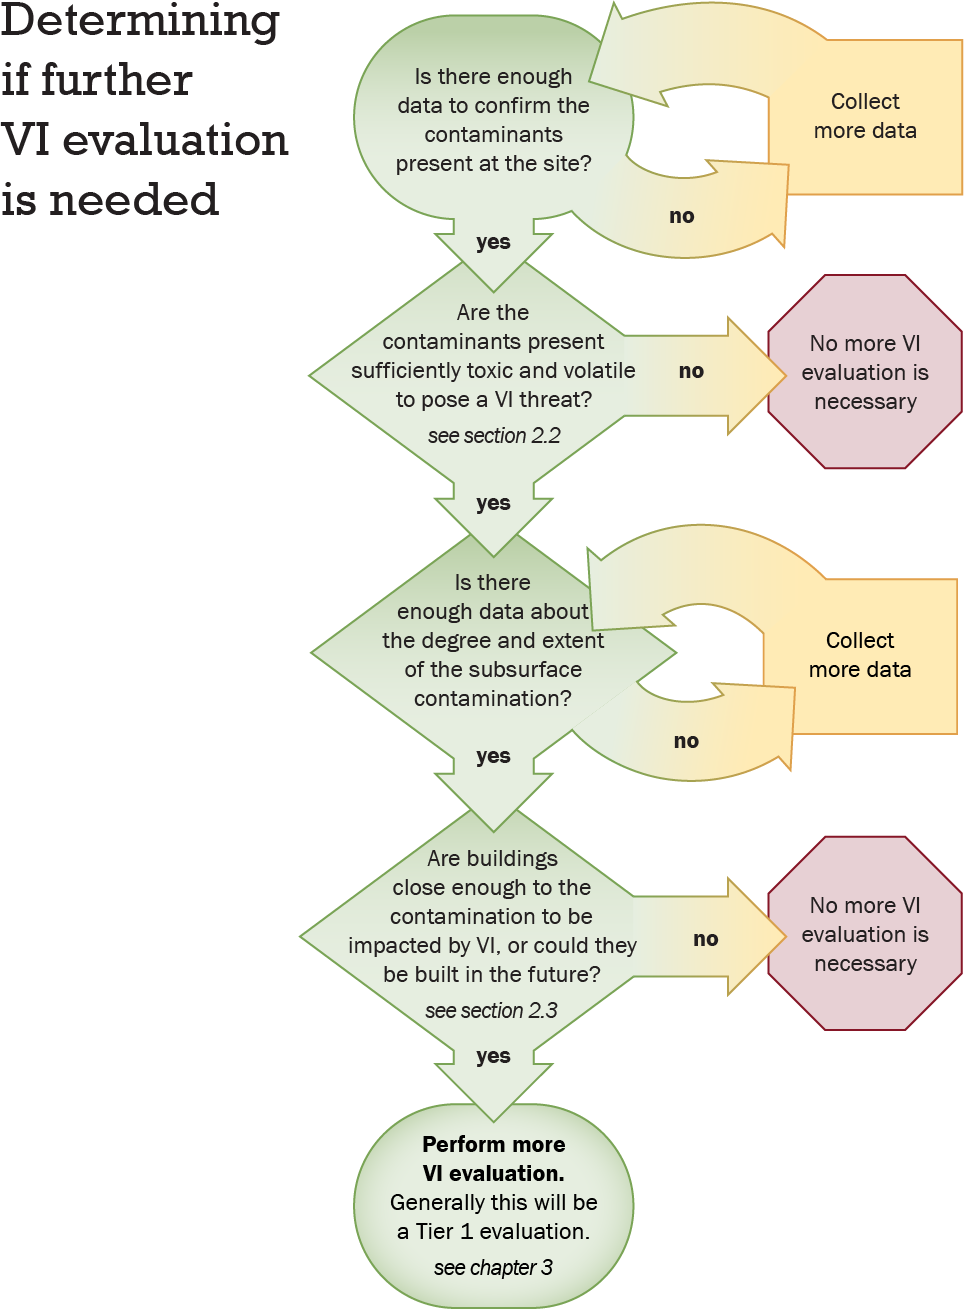 Determining
if further
VI evaluation
is needed
Is there enough
data to confirm the
contaminants
present at the site?
Collect
more data
no
yes
Are the
contaminants present
sufficiently toxic and volatile
to pose a VI threat?
see section 2.2
no
No more VI
evaluation is
necessary
yes
Is there
enough data about
the degree and extent
of the subsurface
contamination?
Collect
more data
no
yes
Are buildings
close enough to the
contamination to be
impacted by VI, or could they
be built in the future?
see section 2.3
no
No more VI
evaluation is
necessary
yes
Perform more
VI evaluation.
Generally this will be
a Tier 1 evaluation.
see chapter 3